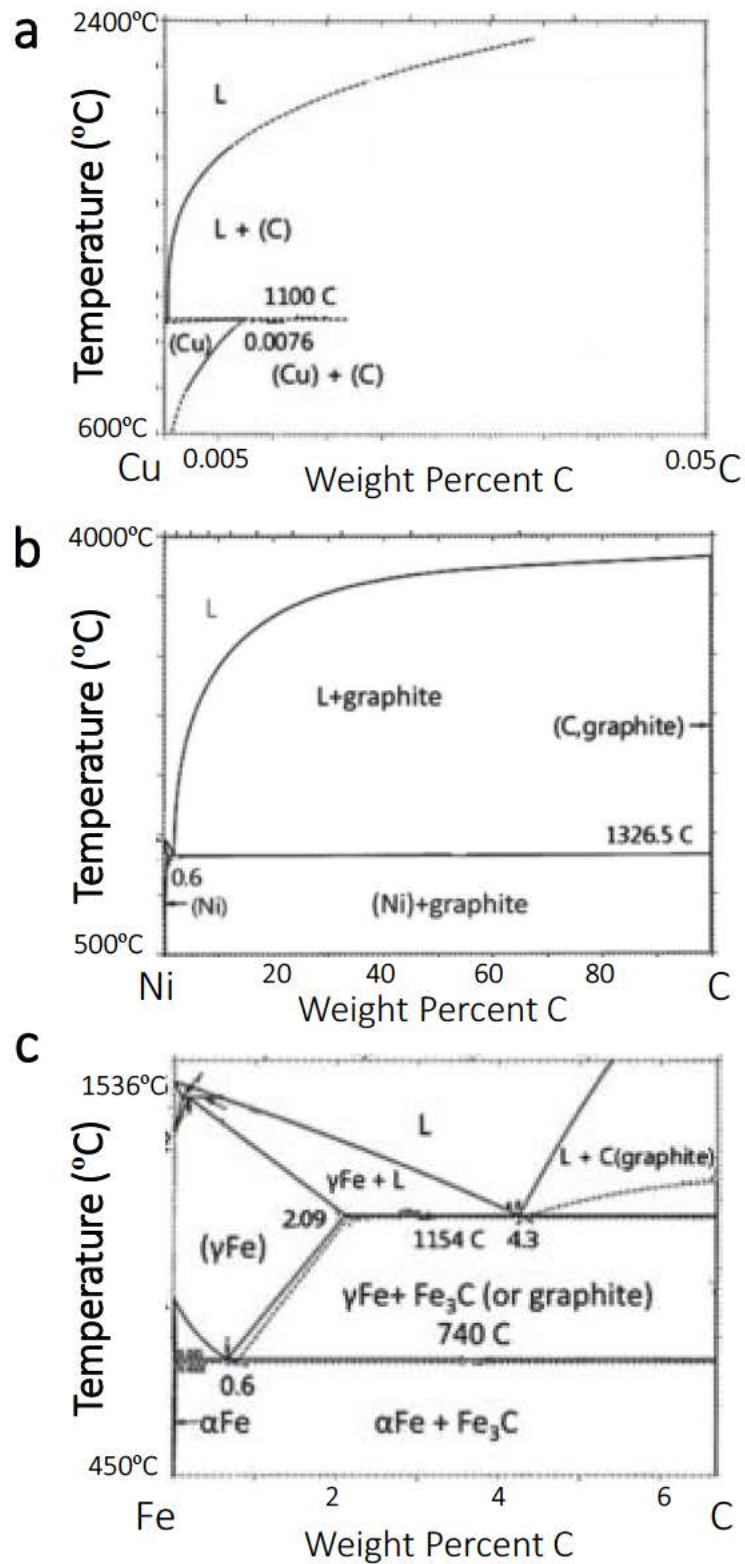 a
2400ºC
Temperature (ºC)
L
L + (C)
1100 C
(Cu)
0.0076
(Cu) + (C)
600ºC
Cu
0.005
Weight Percent C
0.05
C
b
4000ºC
Temperature (ºC)
L
L+graphite
(C,graphite)
1326.5 C
0.6
(Ni)
(Ni)+graphite
500ºC
Ni
20
40
60
80
C
Weight Percent C
c
1536ºC
Temperature (ºC)
L
L + C(graphite)
γFe + L
2.09
1154 C
4.3
(γFe)
γFe+ Fe₃C (or graphite)
740 C
0.6
αFe
αFe + Fe₃C
450ºC
Fe
2
4
6
C
Weight Percent C